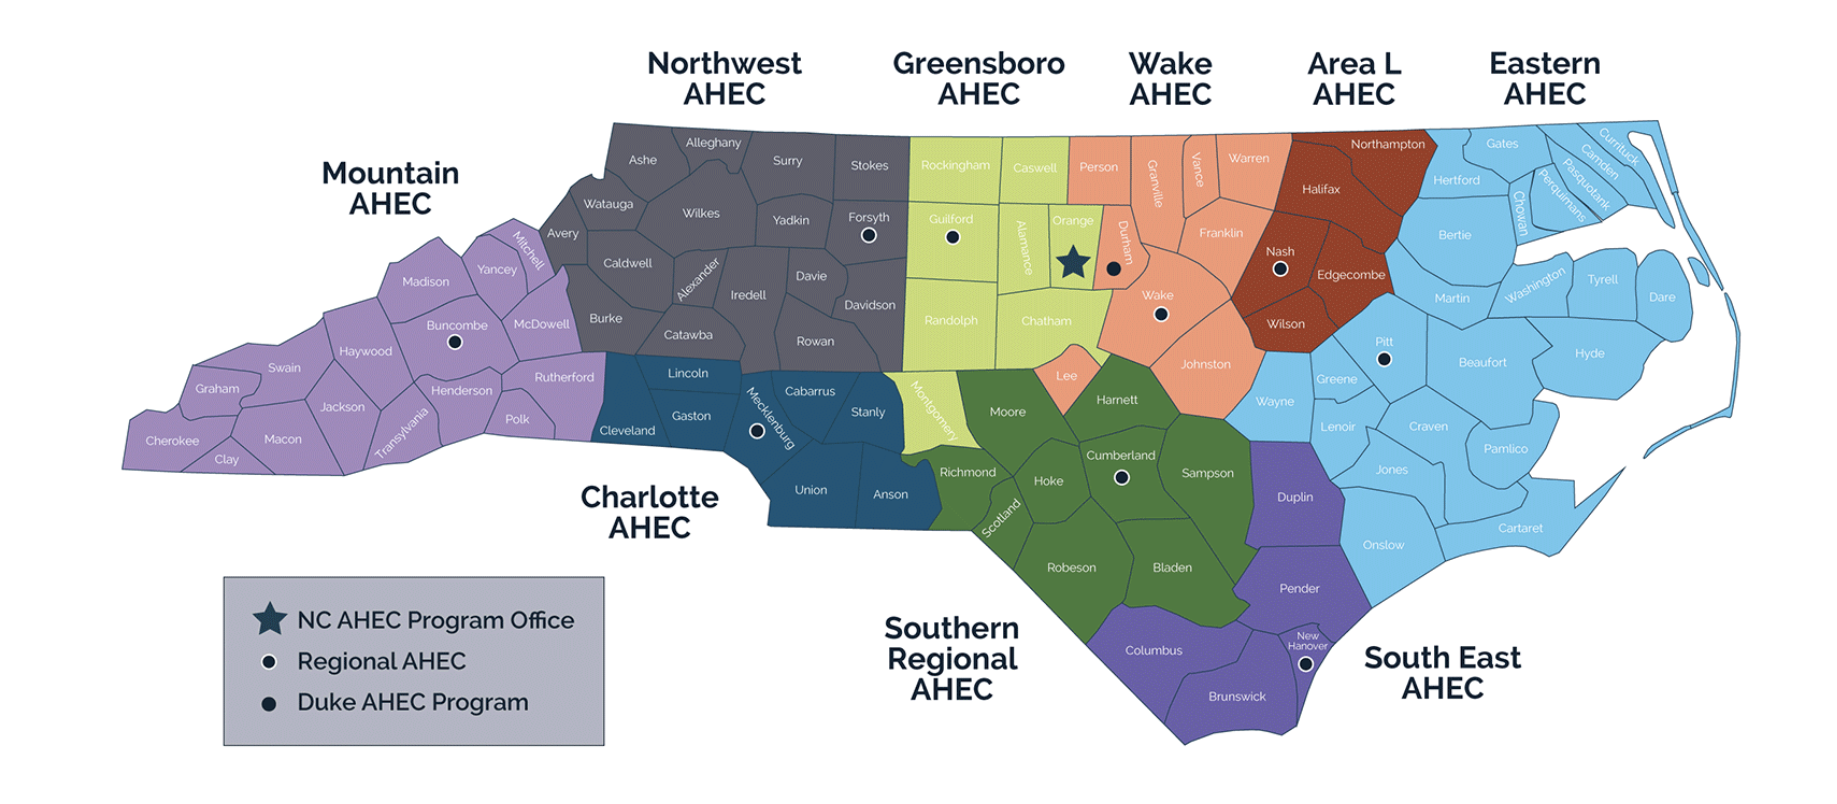 Northwest
AHEC
Greensboro
AHEC
Wake
AHEC
Area L
AHEC
Eastern
AHEC
Mountain
AHEC
Cherokee
Graham
Clay
Swain
Macon
Jackson
Haywood
Transylvania
Madison
Buncombe
Henderson
Yancey
Mitchell
McDowell
Polk
Rutherford
Ashe
Alleghany
Surry
Stokes
Watauga
Wilkes
Yadkin
Forsyth
Avery
Caldwell
Alexander
Iredell
Davie
Davidson
Burke
Catawba
Rowan
Rockingham
Caswell
Guilford
Alamance
Orange
Randolph
Chatham
Montgomery
Person
Granville
Vance
Warren
Durham
Franklin
Wake
Johnston
Lee
Northampton
Halifax
Nash
Edgecombe
Wilson
Gates
Currituck
Camden
Pasquotank
Perquimans
Chowan
Hertford
Bertie
Martin
Washington
Tyrell
Dare
Pitt
Beaufort
Hyde
Greene
Wayne
Lenoir
Craven
Pamlico
Jones
Cartaret
Onslow
Cleveland
Lincoln
Gaston
Mecklenburg
Cabarrus
Stanly
Union
Anson
Moore
Harnett
Richmond
Scotland
Hoke
Cumberland
Sampson
Robeson
Bladen
Duplin
Pender
New
Hanover
Columbus
Brunswick
Charlotte
AHEC
Southern
Regional
AHEC
South East
AHEC
NC AHEC Program Office
Regional AHEC
Duke AHEC Program